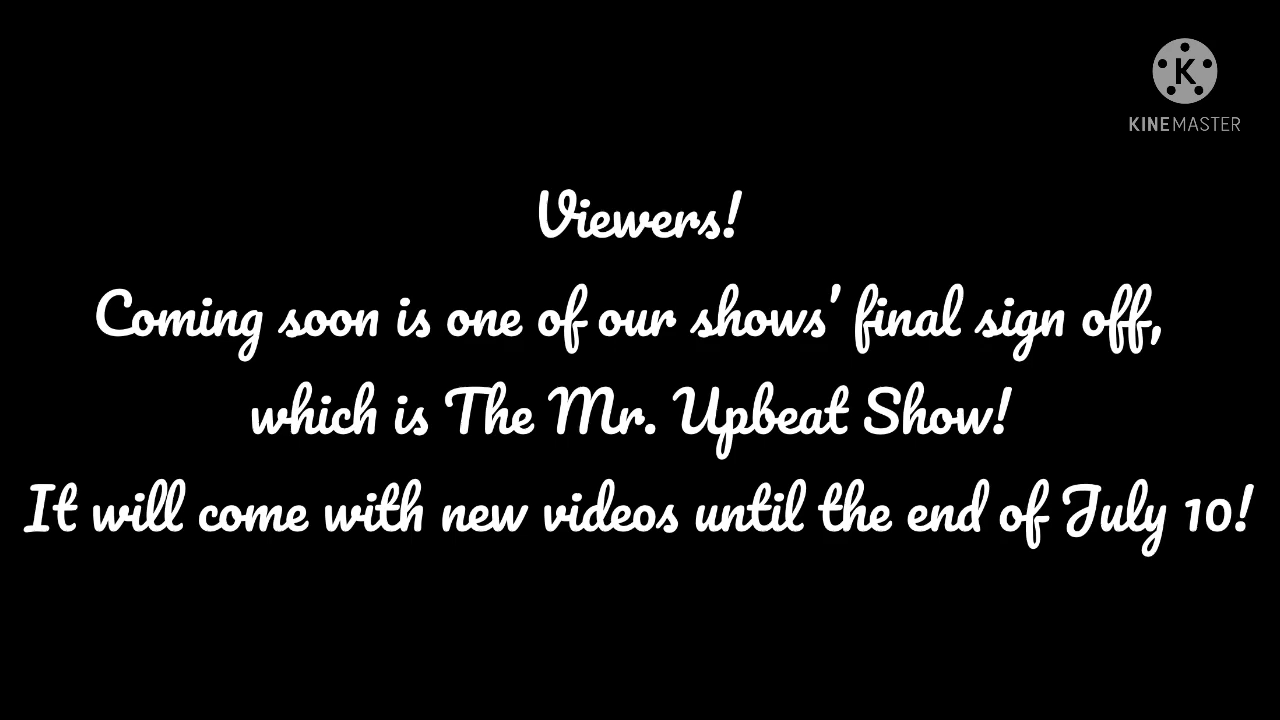 K
KINEMASTER
Viewers!
Coming soon is one of our shows' final sign off,
which is The Mr. Upbeat Show!
It will come with new videos until the end of July 10!